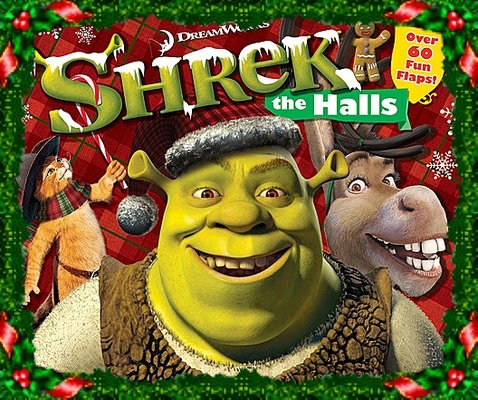 DREAMWORKS
SHREK
the Halls
Over
60
Fun
Flaps!